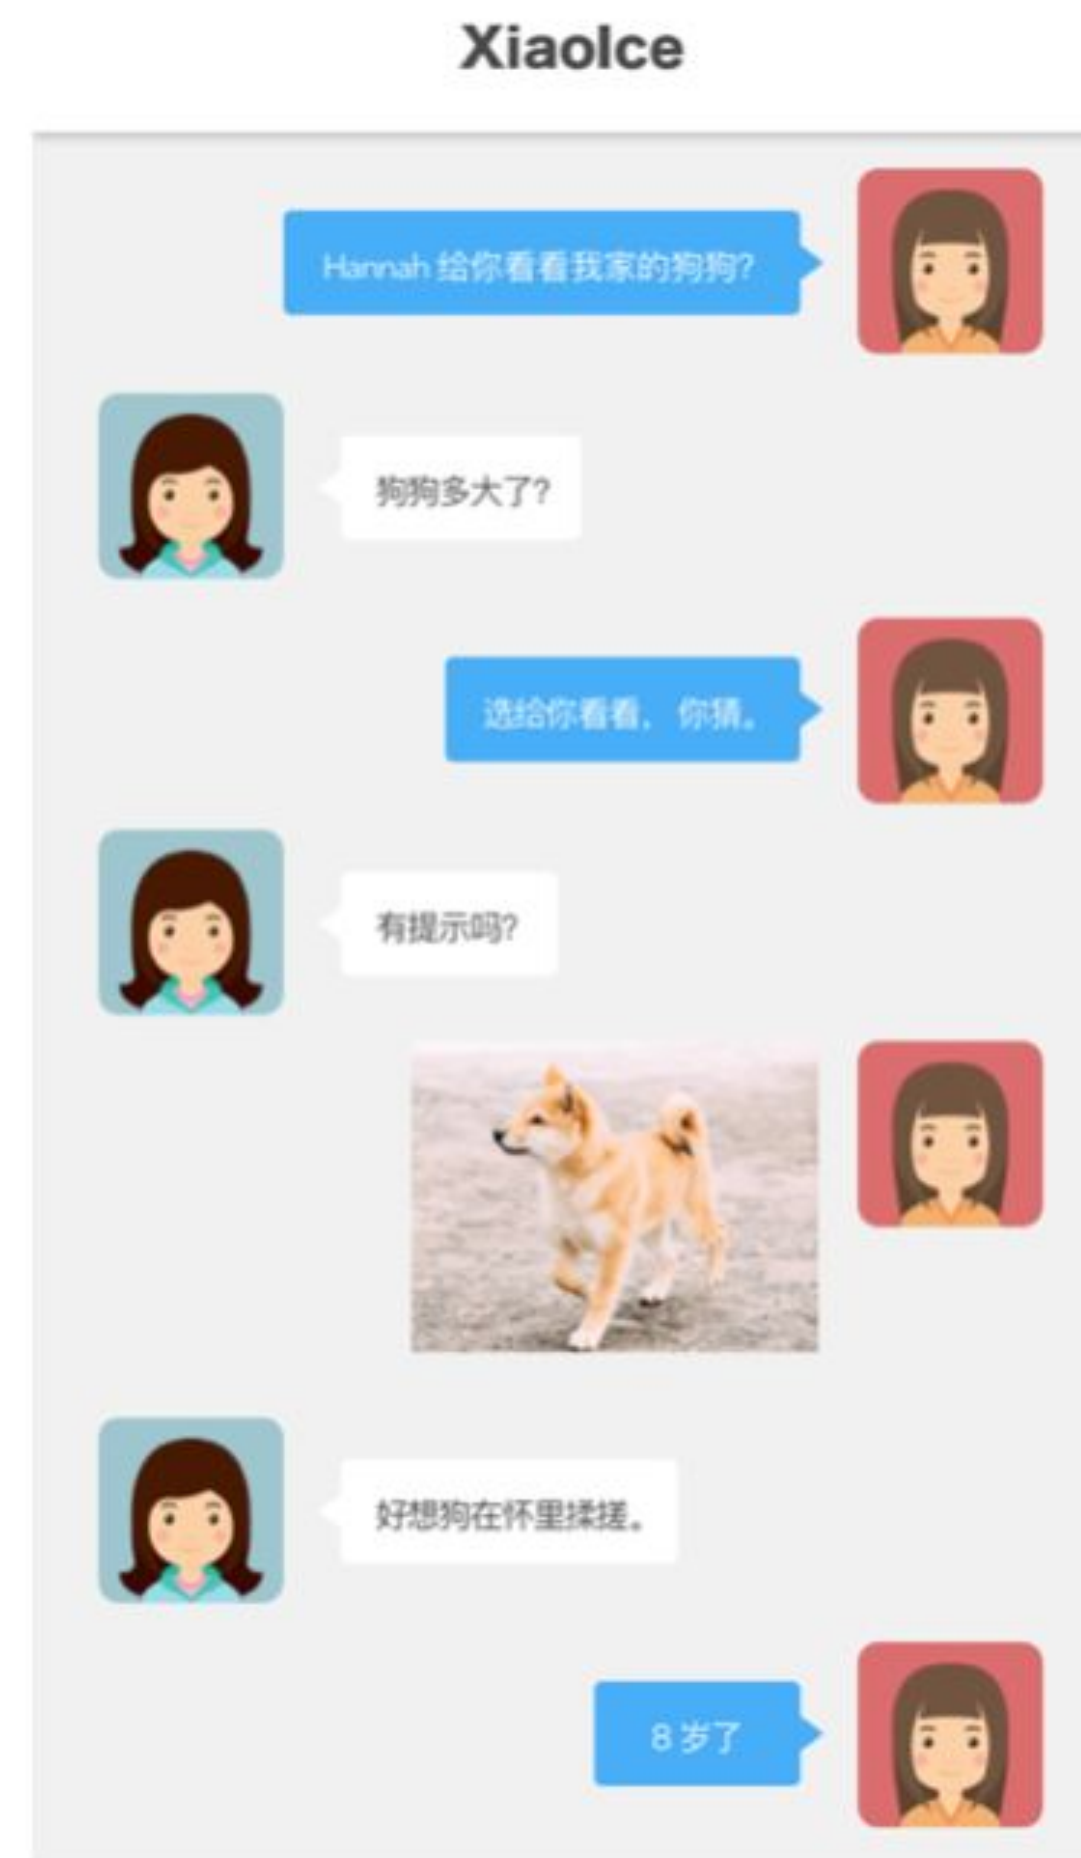 XiaoIce
Hannah 给你看看我家的狗狗?
狗狗多大了?
选给你看看, 你猜。
有提示吗?
好想狗在怀里揉搓。
8 岁了